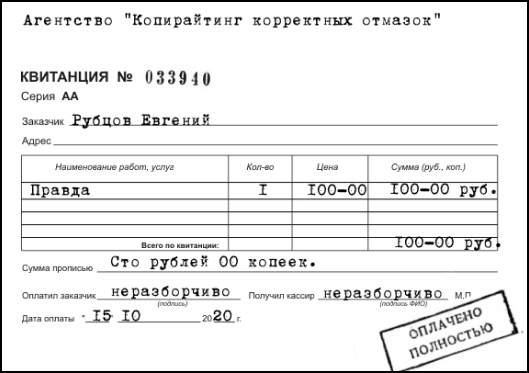 Агентство "Копирайтинг корректных отмазок"
КВИТАНЦИЯ № 033940
Серия АА
Заказчик Рубцов Евгений
Адрес
Наименование работ, услуг Кол-во Цена Сумма (руб., коп.)
Правда I I00-00 I00-00 руб.
Всего по квитанции: I00-00 руб.
Сумма прописью Сто рублей 00 копеек.
Оплатил заказчик неразборчиво Получил кассир неразборчиво М.П
(подпись) (подпись ФИО)
Дата оплаты "I5" I0 2020 г.
ОПЛАЧЕНО
ПОЛНОСТЬЮ